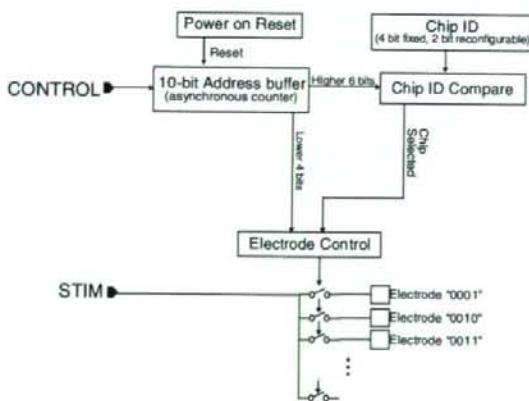 Power on Reset
Chip ID
(4 bit fixed, 2 bit reconfigurable)
Reset
CONTROL
10-bit Address buffer
(asynchronous counter)
Higher 6 bits
Chip ID Compare
Lower 4 bits
Chip
Selected
Electrode Control
STIM
Electrode "0001"
Electrode "0010"
Electrode "0011"